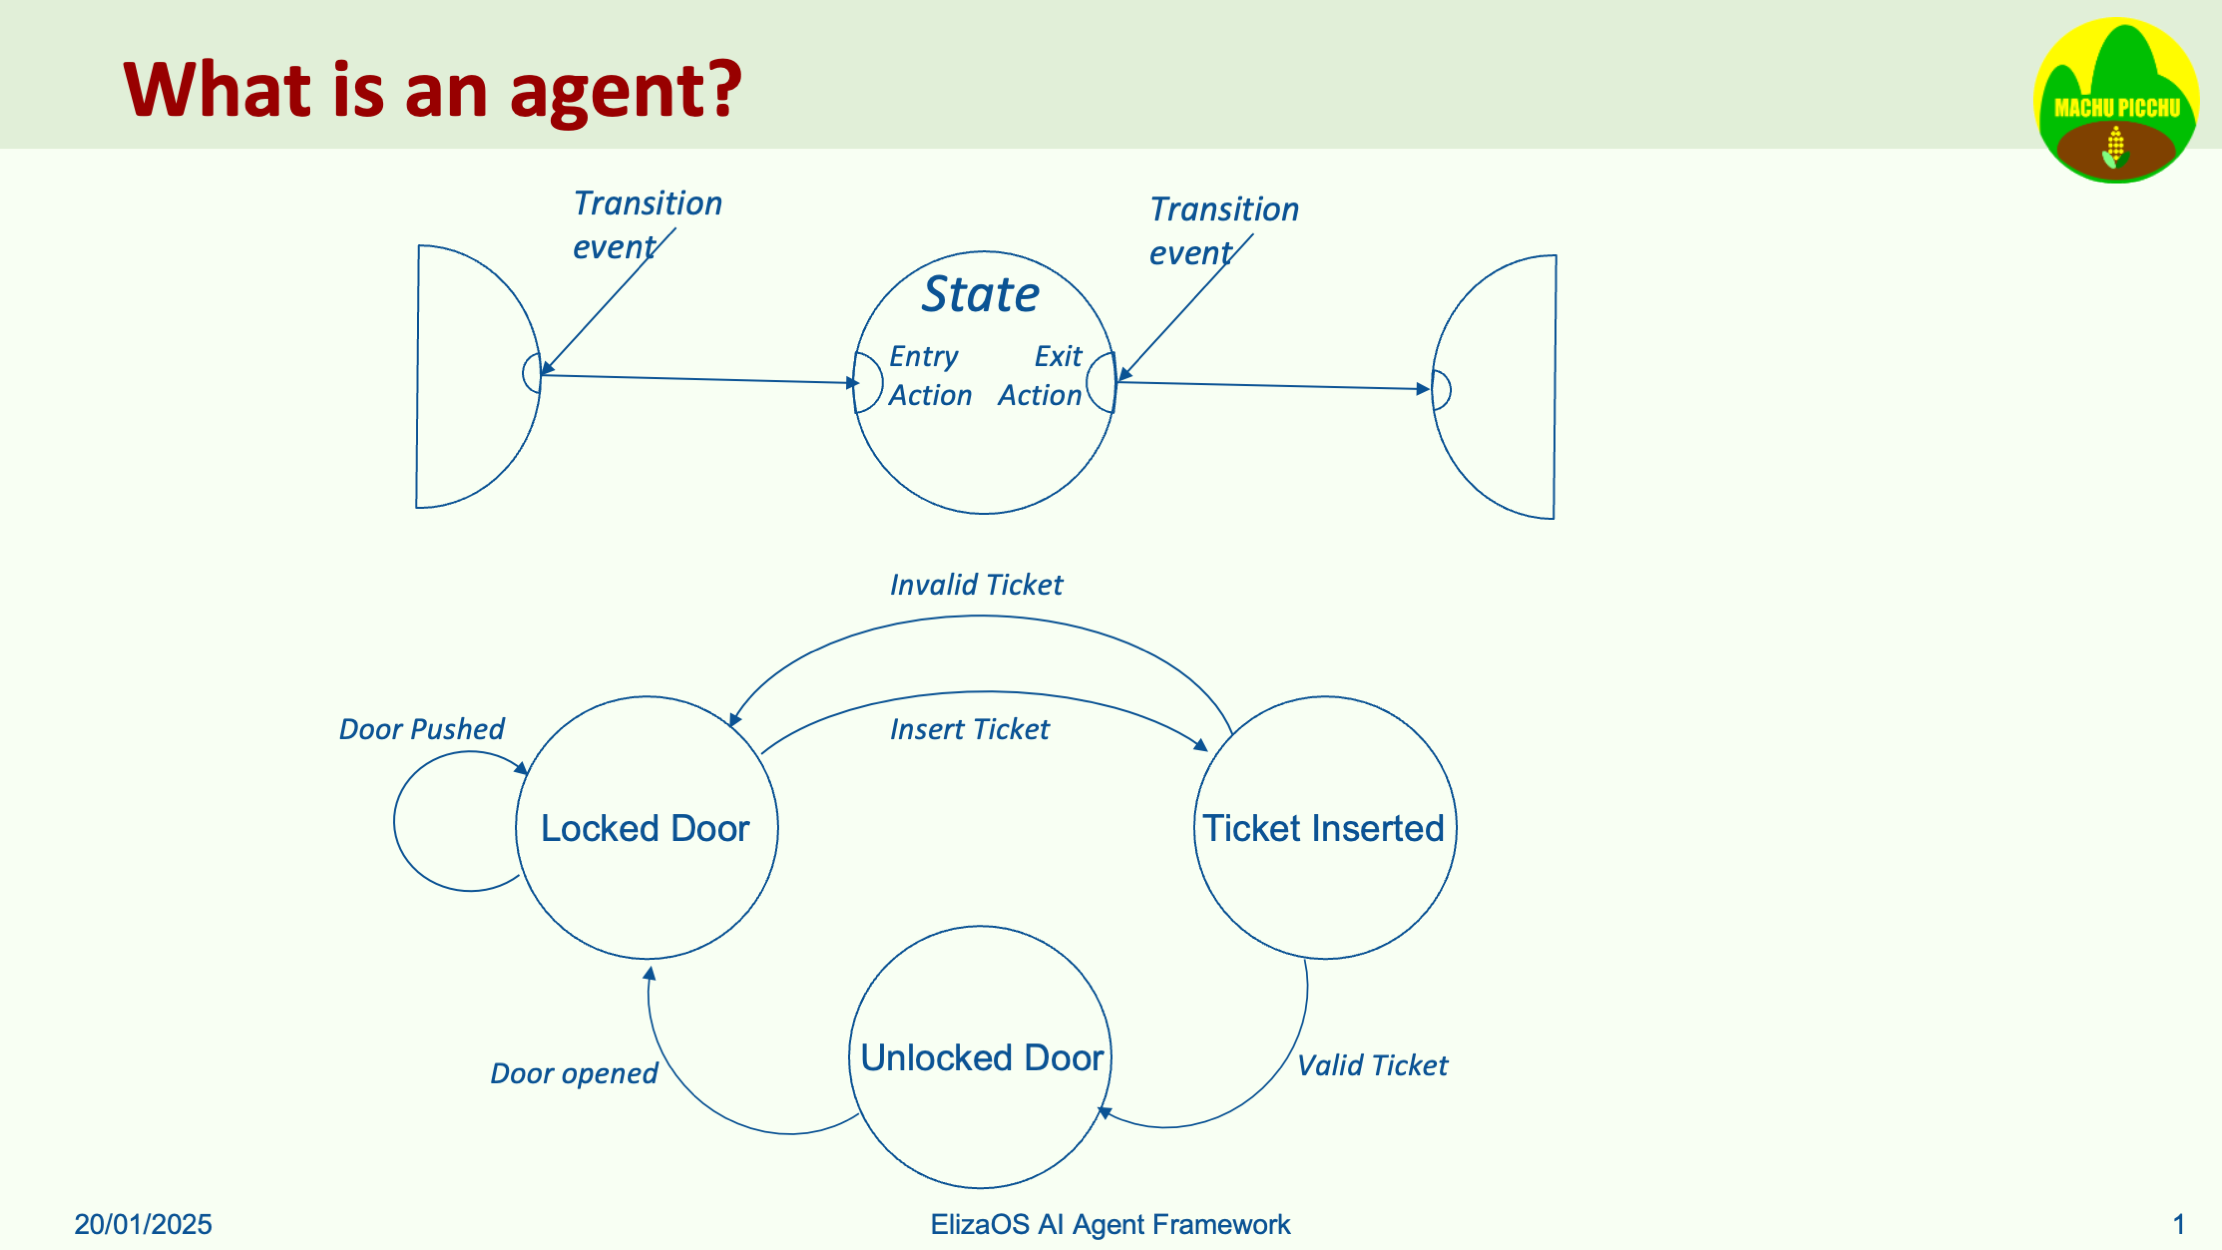 What is an agent?
MACHU PICCHU
Transition
event
Transition
event
State
Entry
Action
Exit
Action
Invalid Ticket
Insert Ticket
Door Pushed
Locked Door
Ticket Inserted
Unlocked Door
Door opened
Valid Ticket
20/01/2025
ElizaOS AI Agent Framework
1